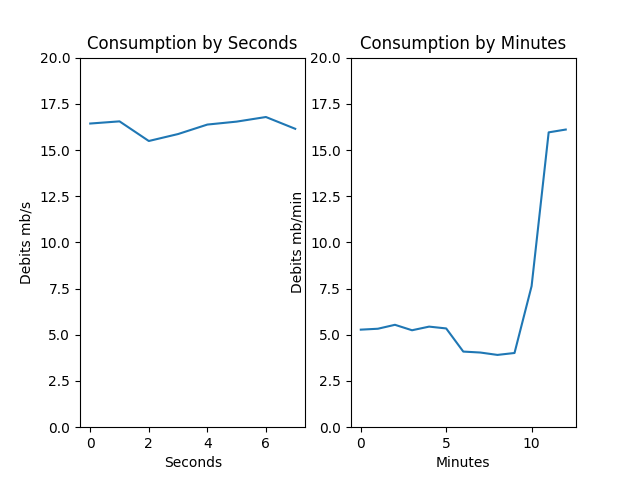 Consumption by Seconds
20.0
17.5
15.0
12.5
10.0
7.5
5.0
2.5
0.0
Debits mb/s
0 2 4 6
Seconds
Consumption by Minutes
20.0
17.5
15.0
12.5
10.0
7.5
5.0
2.5
0.0
Debits mb/min
0 5 10
Minutes